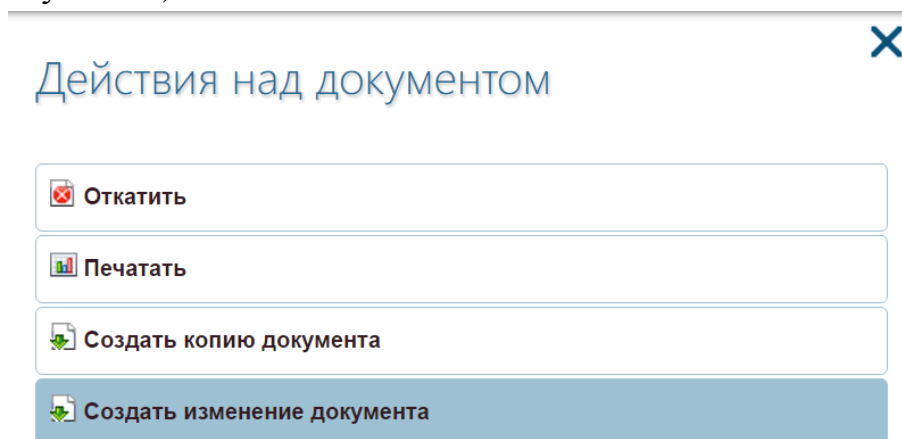 Действия над документом
Откатить
Печатать
Создать копию документа
Создать изменение документа